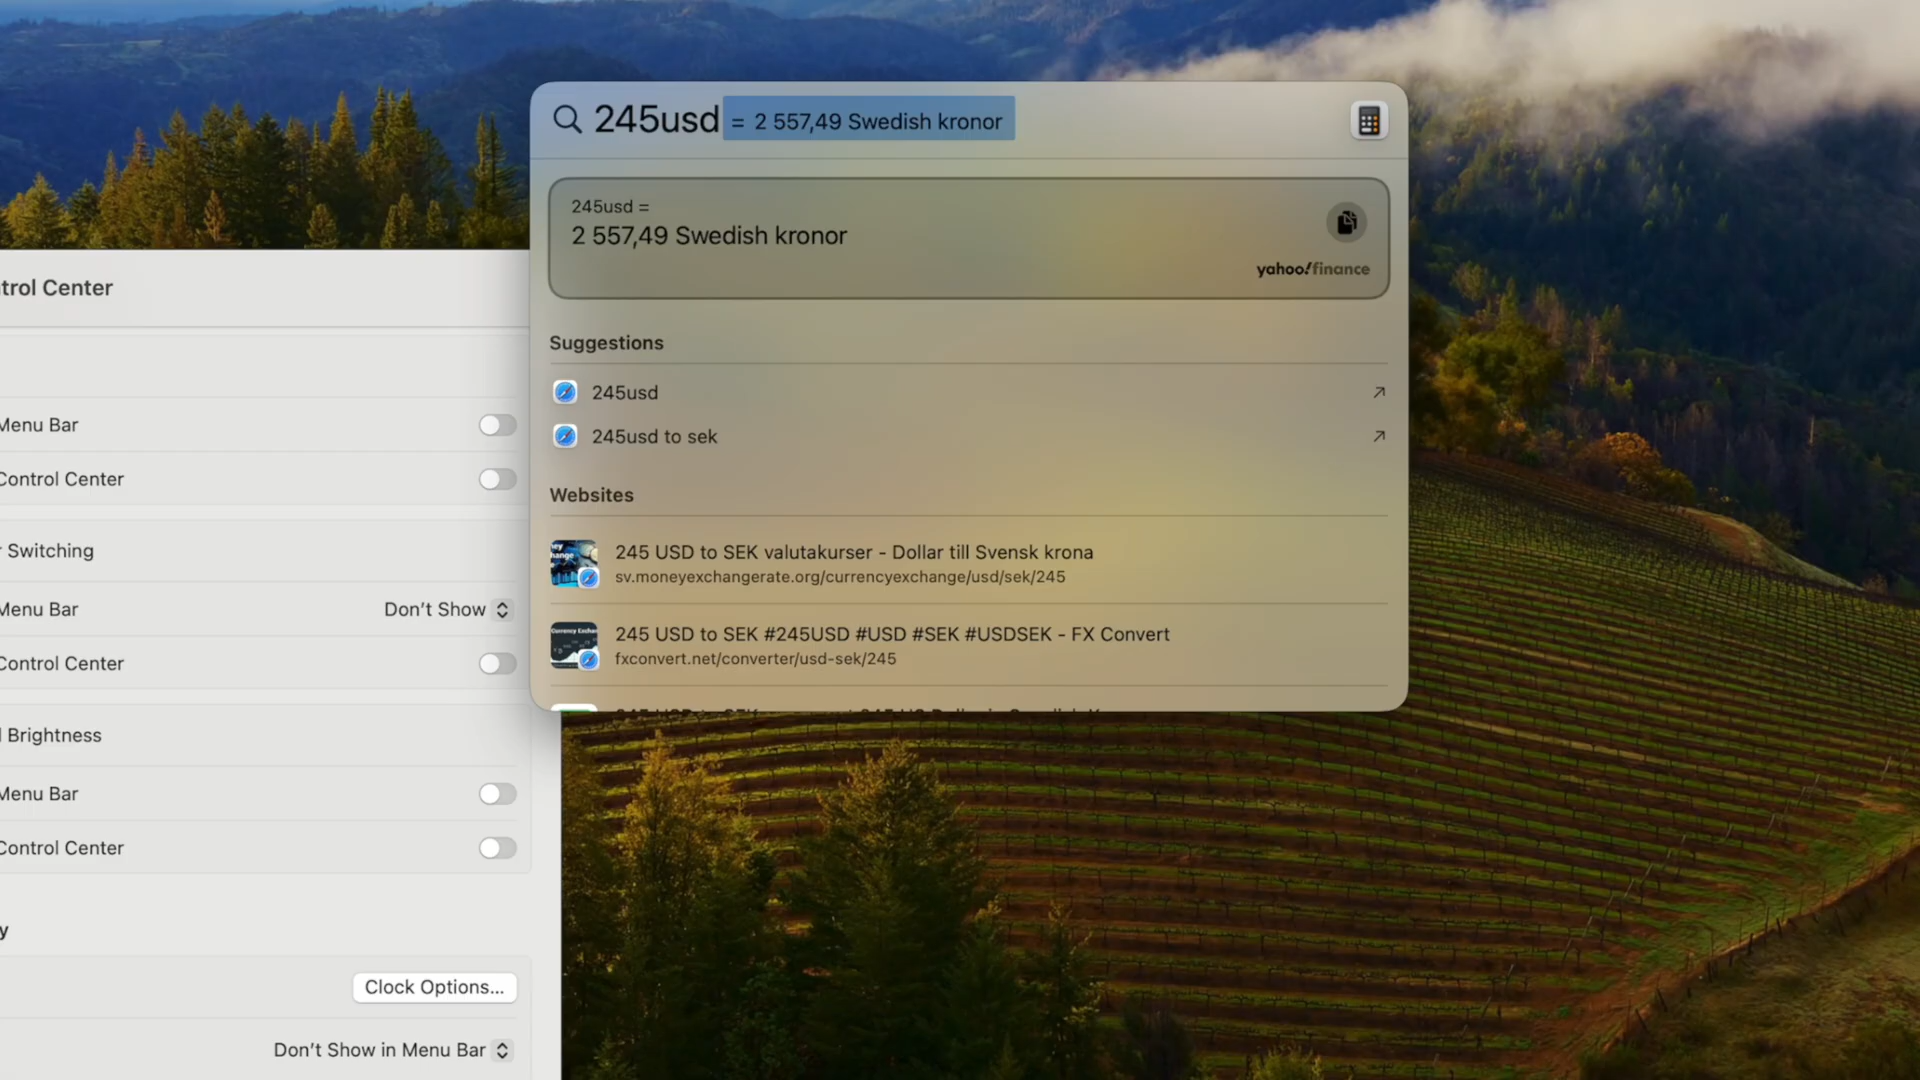 245usd = 2 557,49 Swedish kronor
245usd =
2 557,49 Swedish kronor
yahoo!finance
Suggestions
245usd
245usd to sek
Websites
245 USD to SEK valutakurser - Dollar till Svensk krona
sv.moneyexchangerate.org/currencyexchange/usd/sek/245
245 USD to SEK #245USD #USD #SEK #USDSEK - FX Convert
fxconvert.net/converter/usd-sek/245
trol Center
Menu Bar
Control Center
r Switching
Menu Bar Don't Show
Control Center
Brightness
Menu Bar
Control Center
y
Clock Options...
Don't Show in Menu Bar